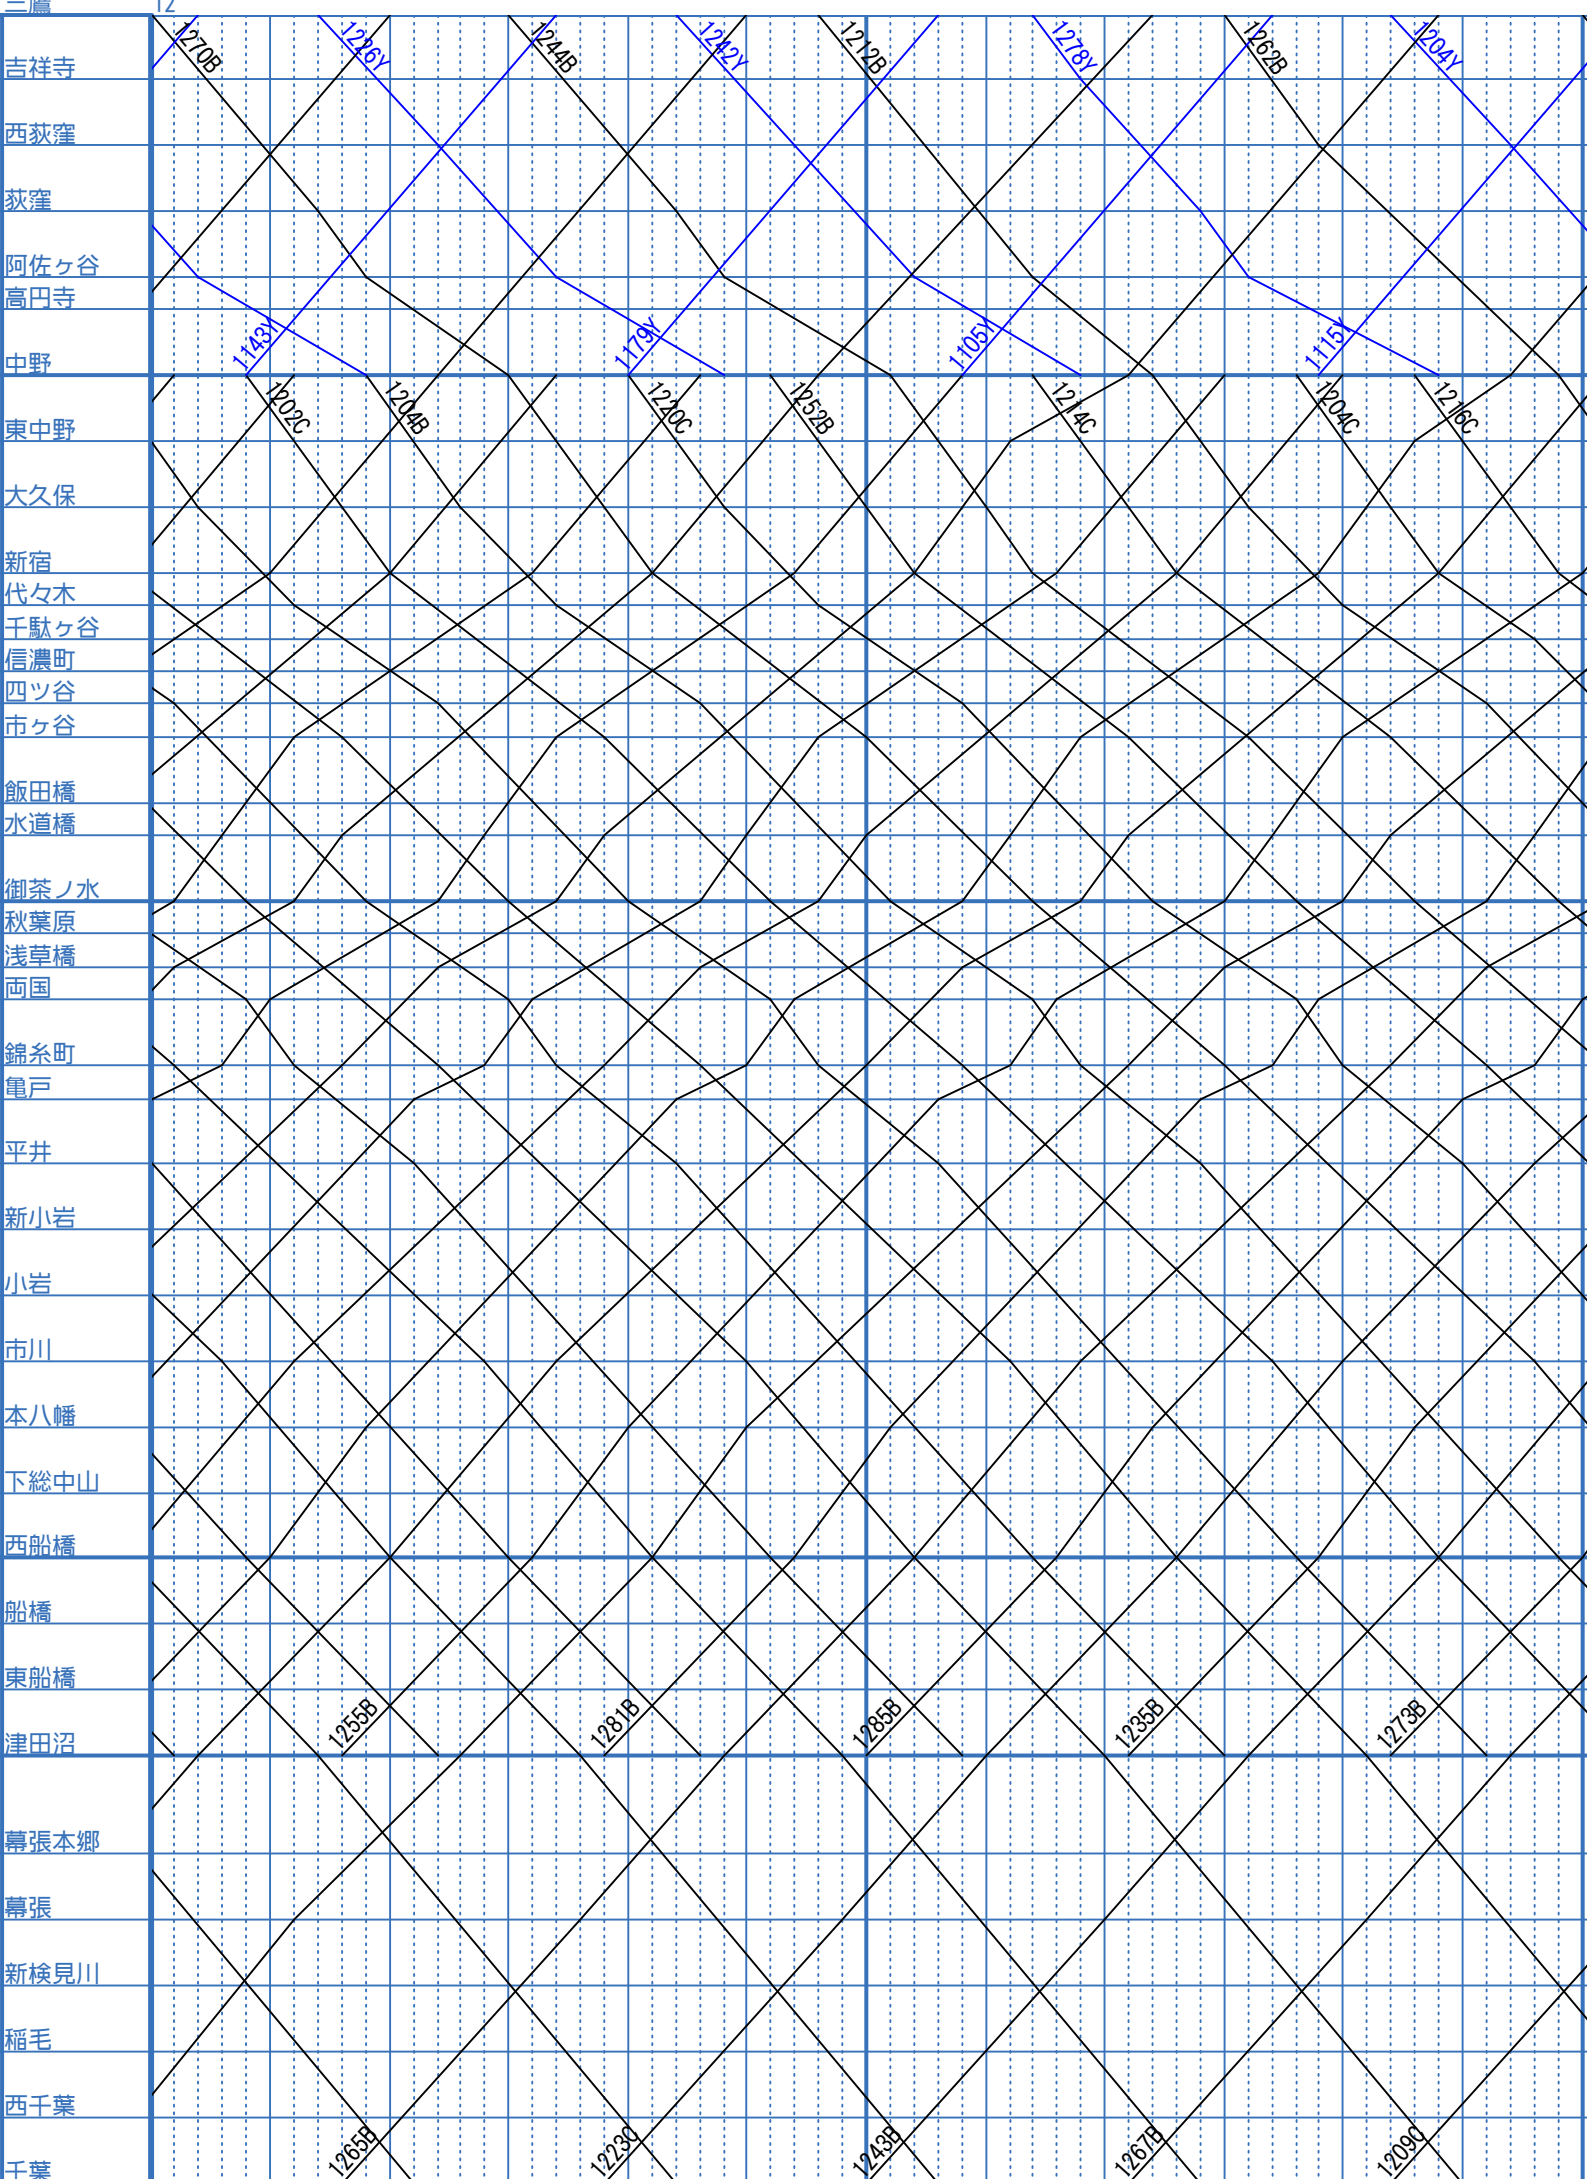 三鷹 12
1270B 1226Y 1244B 1242Y 1212B 1278Y 1262B 1204Y
吉祥寺
西荻窪
荻窪
阿佐ヶ谷
高円寺
1143Y 1179Y 1105Y 1115Y
中野
1202C 1204B 1220C 1252B 1214C 1204C 1216C
東中野
大久保
新宿
代々木
千駄ヶ谷
信濃町
四ツ谷
市ヶ谷
飯田橋
水道橋
御茶ノ水
秋葉原
浅草橋
両国
錦糸町
亀戸
平井
新小岩
小岩
市川
本八幡
下総中山
西船橋
船橋
東船橋
1255B 1281B 1285B 1235B 1273B
津田沼
幕張本郷
幕張
新検見川
稲毛
西千葉
1265B 1223C 1243B 1267B 1209C
千葉